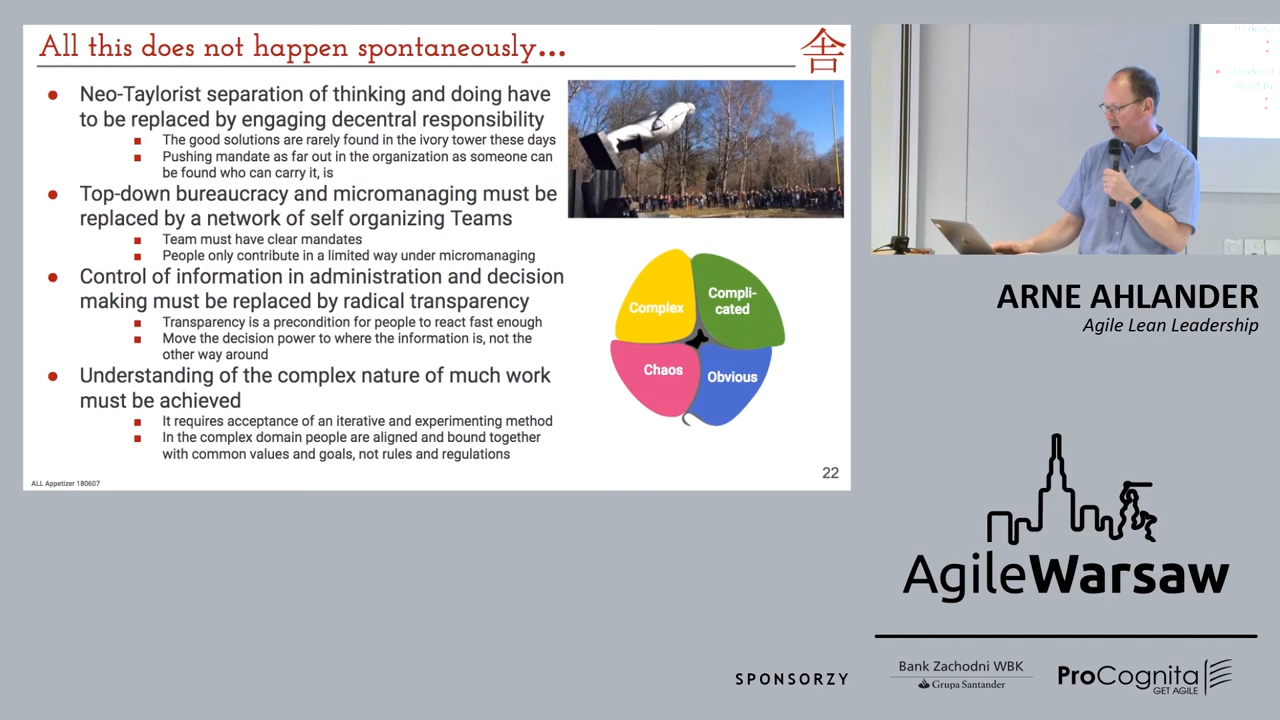 All this does not happen spontaneously...
舎
Neo-Taylorist separation of thinking and doing have
to be replaced by engaging decentral responsibility
The good solutions are rarely found in the ivory tower these days
Pushing mandate as far out in the organization as someone can
be found who can carry it, is
Top-down bureaucracy and micromanaging must be
replaced by a network of self organizing Teams
Team must have clear mandates
People only contribute in a limited way under micromanaging
Control of information in administration and decision
making must be replaced by radical transparency
Transparency is a precondition for people to react fast enough
Move the decision power to where the information is, not the
other way around
Understanding of the complex nature of much work
must be achieved
It requires acceptance of an iterative and experimenting method
In the complex domain people are aligned and bound together
with common values and goals, not rules and regulations
Complex
Compli-
cated
Chaos
Obvious
ALL Appetizer 180607
22
ARNE AHLANDER
Agile Lean Leadership
AgileWarsaw
SPONSORZY
Bank Zachodni WBK
Grupa Santander
ProCognita
GET AGILE